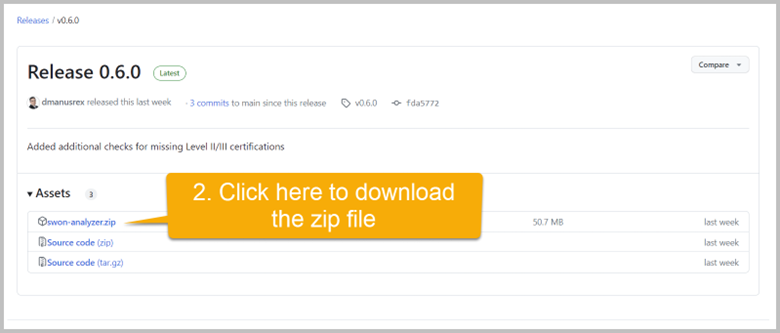 Releases / v0.6.0
Release 0.6.0 Latest Compare
dmanusrex released this last week · 3 commits to main since this release v0.6.0 fda5772
Added additional checks for missing Level II/III certifications
Assets 3
2. Click here to download
the zip file
swon-analyzer.zip 50.7 MB last week
Source code (zip) last week
Source code (tar.gz) last week